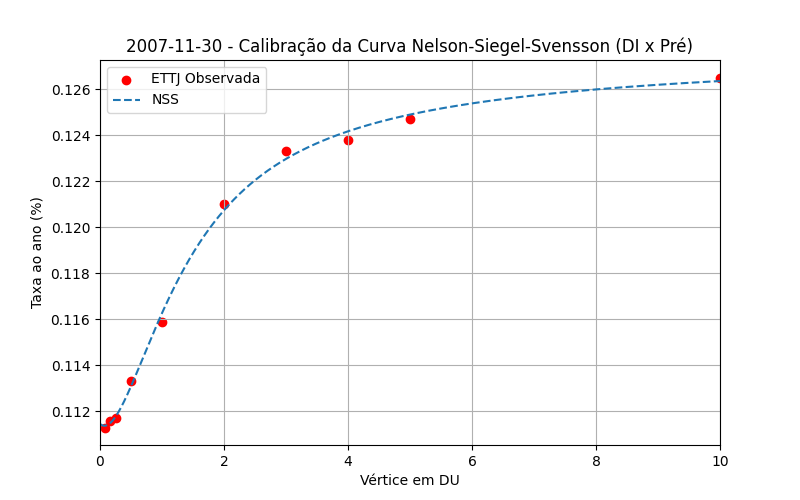 2007-11-30 - Calibração da Curva Nelson-Siegel-Svensson (DI x Pré)
ETTJ Observada
NSS
0.126
0.124
0.122
0.120
0.118
0.116
0.114
0.112
Taxa ao ano (%)
0 2 4 6 8 10
Vértice em DU